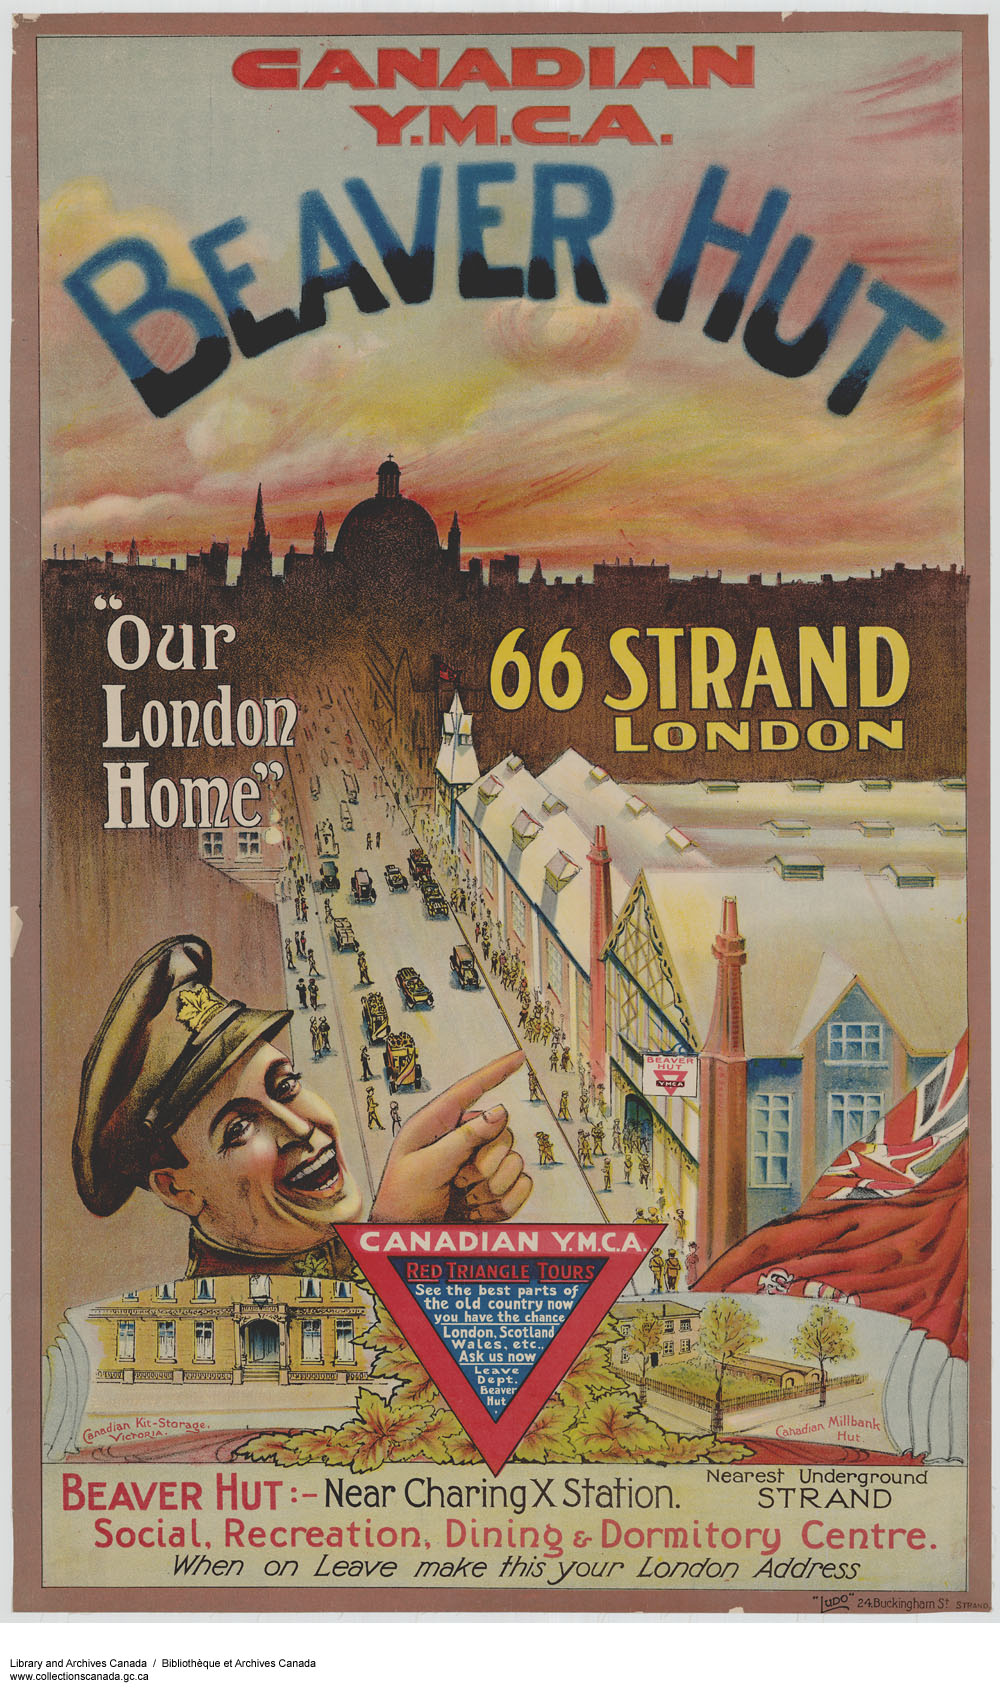 CANADIAN
Y.M.C.A.
BEAVER HUT
"Our
London
Home"
66 STRAND
LONDON
BEAVER
HUT
YMCA
CANADIAN Y.M.C.A.
RED TRIANGLE TOURS
See the best parts of
the old country now
you have the chance
London, Scotland
Wales, etc.,
Ask us now
Leave
Dept.
Beaver
Hut
Canadian Kit-Storage.
VICTORIA.
Canadian Millbank
Hut.
BEAVER HUT:- Near Charing X Station.
Nearest Underground
STRAND
Social, Recreation, Dining & Dormitory Centre.
When on Leave make this your London Address
"LUDO" 24.Buckingham St STRAND.
Library and Archives Canada / Bibliothèque et Archives Canada
www.collectionscanada.gc.ca